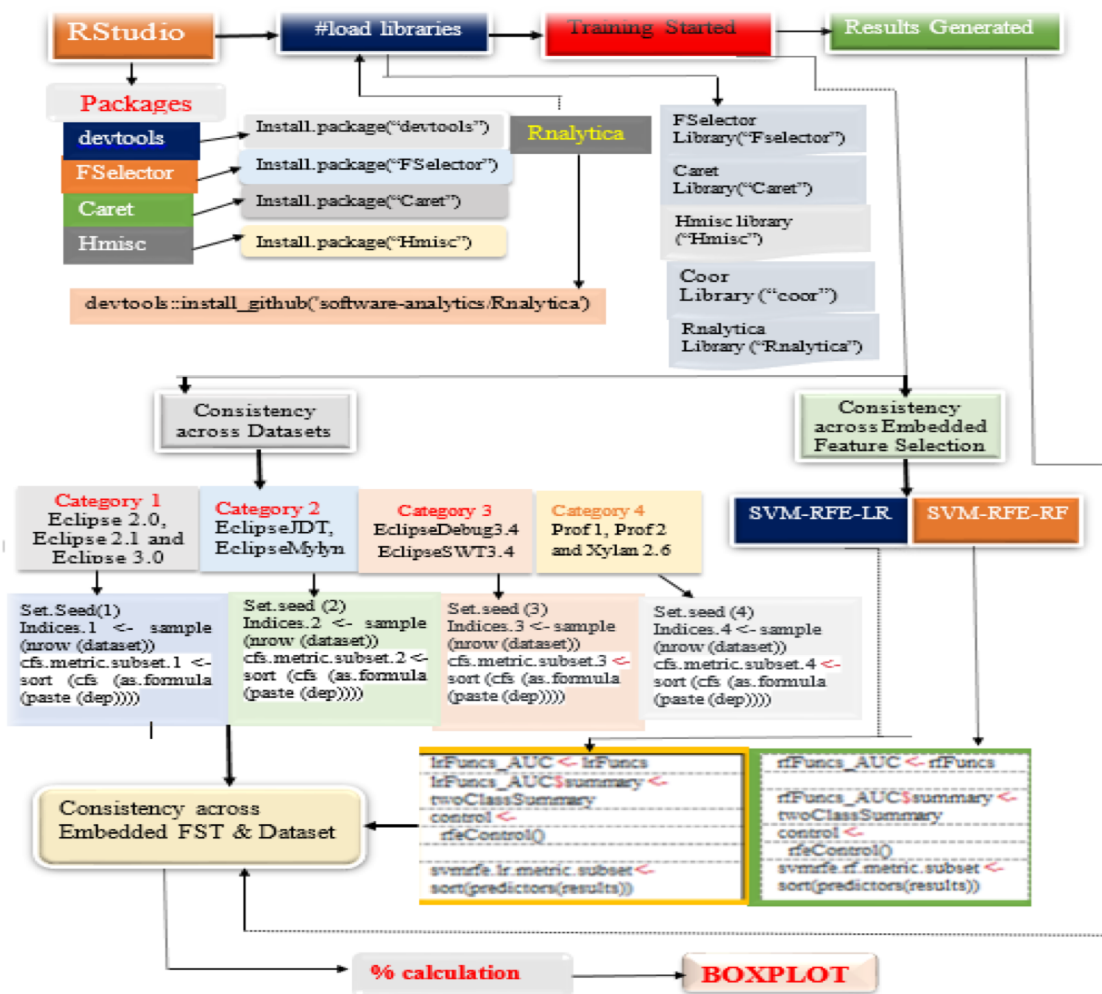 RStudio
#load libraries
Training Started
Results Generated
Packages
devtools
FSelector
Caret
Hmisc
Install.package(“devtools”)
Install.package(“FSelector”)
Install.package(“Caret”)
Install.package(“Hmisc”)
Rnalytica
devtools::install_github('software-analytics/Rnalytica')
FSelector
Library(“Fselector”)
Caret
Library(“Caret”)
Hmisc library
(“Hmisc”)
Coor
Library (“coor”)
Rnalytica
Library (“Rnalytica”)
Consistency
across Datasets
Consistency
across Embedded
Feature Selection
Category 1
Eclipse 2.0,
Eclipse 2.1 and
Eclipse 3.0
Category 2
EclipseJDT,
EclipseMylyn
Category 3
EclipseDebug3.4
EclipseSWT3.4
Category 4
Prof 1, Prof 2
and Xylan 2.6
SVM-RFE-LR
SVM-RFE-RF
Set.Seed(1)
Indices.1 <- sample
(nrow (dataset))
cfs.metric.subset.1 <-
sort (cfs (as.formula
(paste (dep))))
Set.seed (2)
Indices.2 <- sample
(nrow (dataset))
cfs.metric.subset.2 <-
sort (cfs (as.formula
(paste (dep))))
Set.seed (3)
Indices.3 <- sample
(nrow (dataset))
cfs.metric.subset.3 <-
sort (cfs (as.formula
(paste (dep))))
Set.seed (4)
Indices.4 <- sample
(nrow (dataset))
cfs.metric.subset.4 <-
sort (cfs (as.formula
(paste (dep))))
Consistency across
Embedded FST & Dataset
lrFuncs_AUC <- lrFuncs
lrFuncs_AUC$summary <-
twoClassSummary
control <-
rfeControl()
svmrfe.lr.metric.subset <-
sort(predictors(results))
rfFuncs_AUC <- rfFuncs
rfFuncs_AUC$summary <-
twoClassSummary
control <-
rfeControl()
svmrfe.rf.metric.subset <-
sort(predictors(results))
% calculation
BOXPLOT